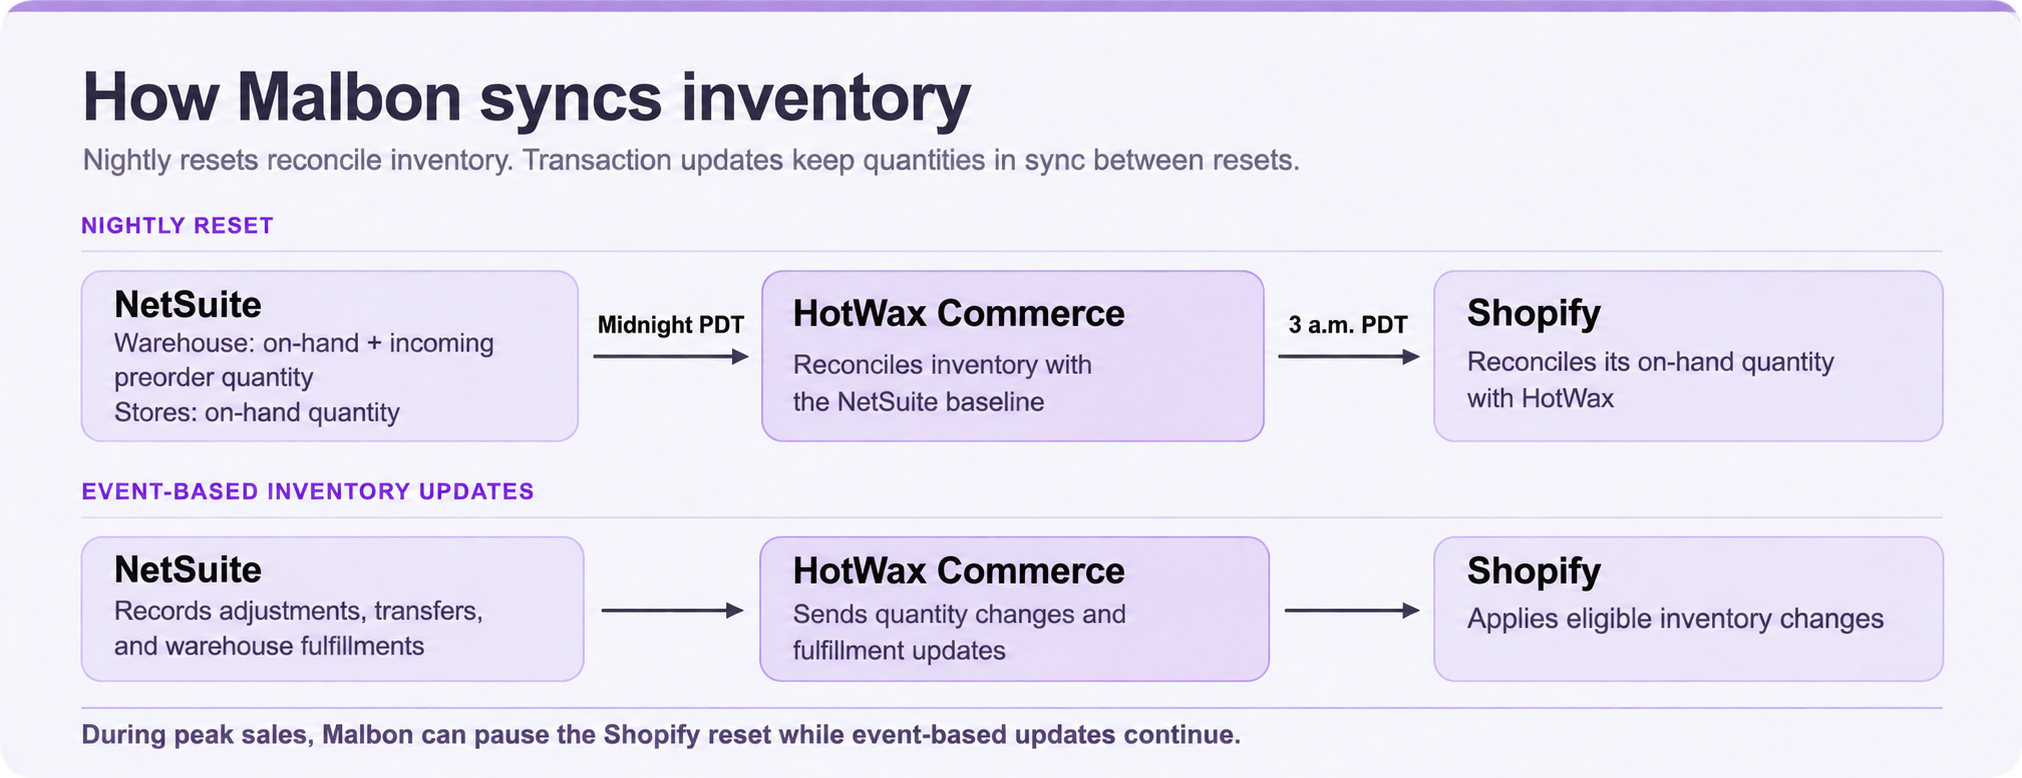 How Malbon syncs inventory
Nightly resets reconcile inventory. Transaction updates keep quantities in sync between resets.
NIGHTLY RESET
NetSuite
Warehouse: on-hand + incoming
preorder quantity
Stores: on-hand quantity
Midnight PDT
HotWax Commerce
Reconciles inventory with
the NetSuite baseline
3 a.m. PDT
Shopify
Reconciles its on-hand quantity
with HotWax
EVENT-BASED INVENTORY UPDATES
NetSuite
Records adjustments, transfers,
and warehouse fulfillments
HotWax Commerce
Sends quantity changes and
fulfillment updates
Shopify
Applies eligible inventory changes
During peak sales, Malbon can pause the Shopify reset while event-based updates continue.